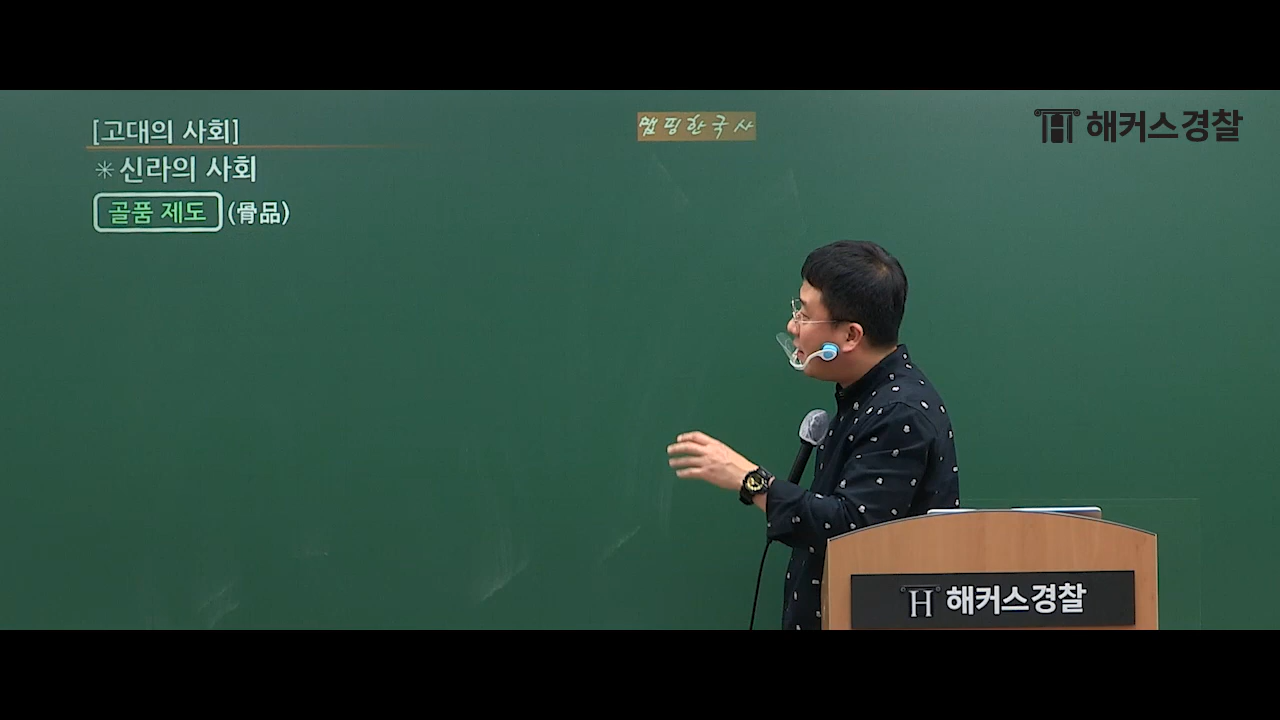 [고대의 사회]
✳신라의 사회
골품 제도 (骨品)
맵핑한국사
해커스경찰
해커스경찰